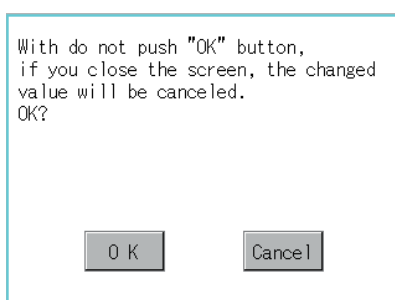 With do not push "OK" button,
if you close the screen, the changed
value will be canceled.
OK?
O K
Cancel